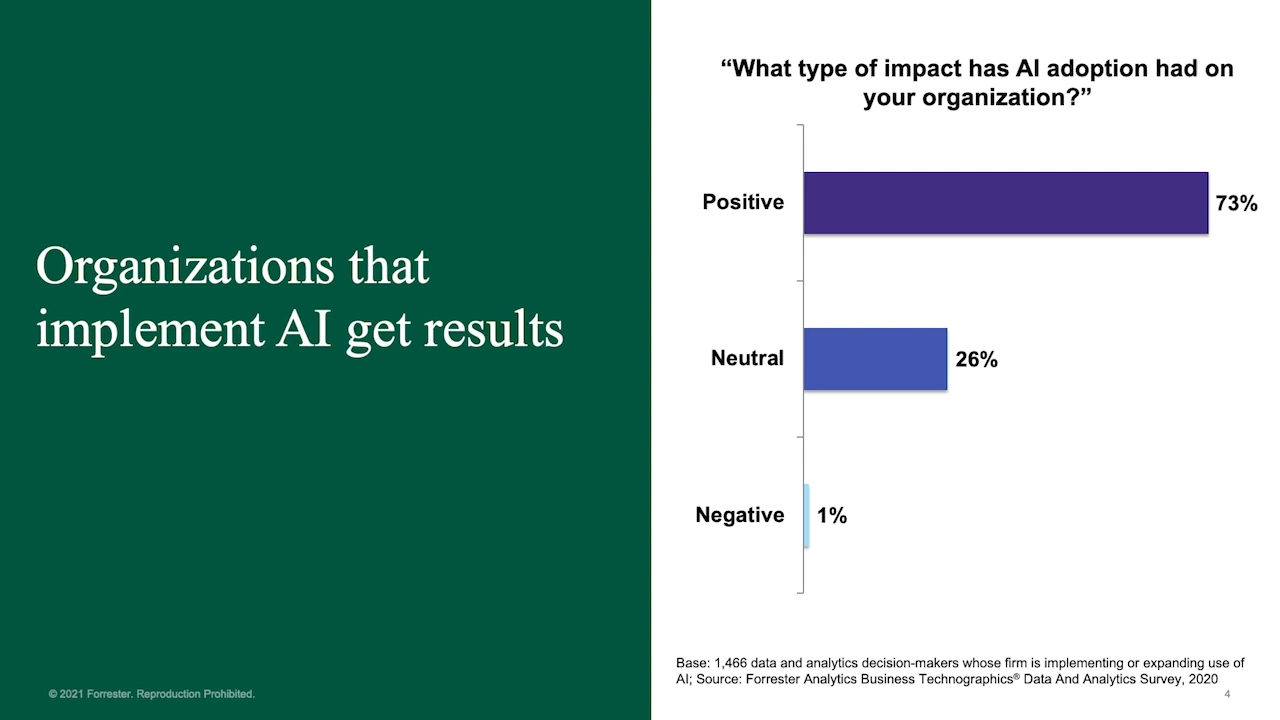 Organizations that
implement AI get results
“What type of impact has AI adoption had on
your organization?”
Positive
73%
Neutral
26%
Negative
1%
Base: 1,466 data and analytics decision-makers whose firm is implementing or expanding use of
AI; Source: Forrester Analytics Business Technographics® Data And Analytics Survey, 2020
© 2021 Forrester. Reproduction Prohibited.
4